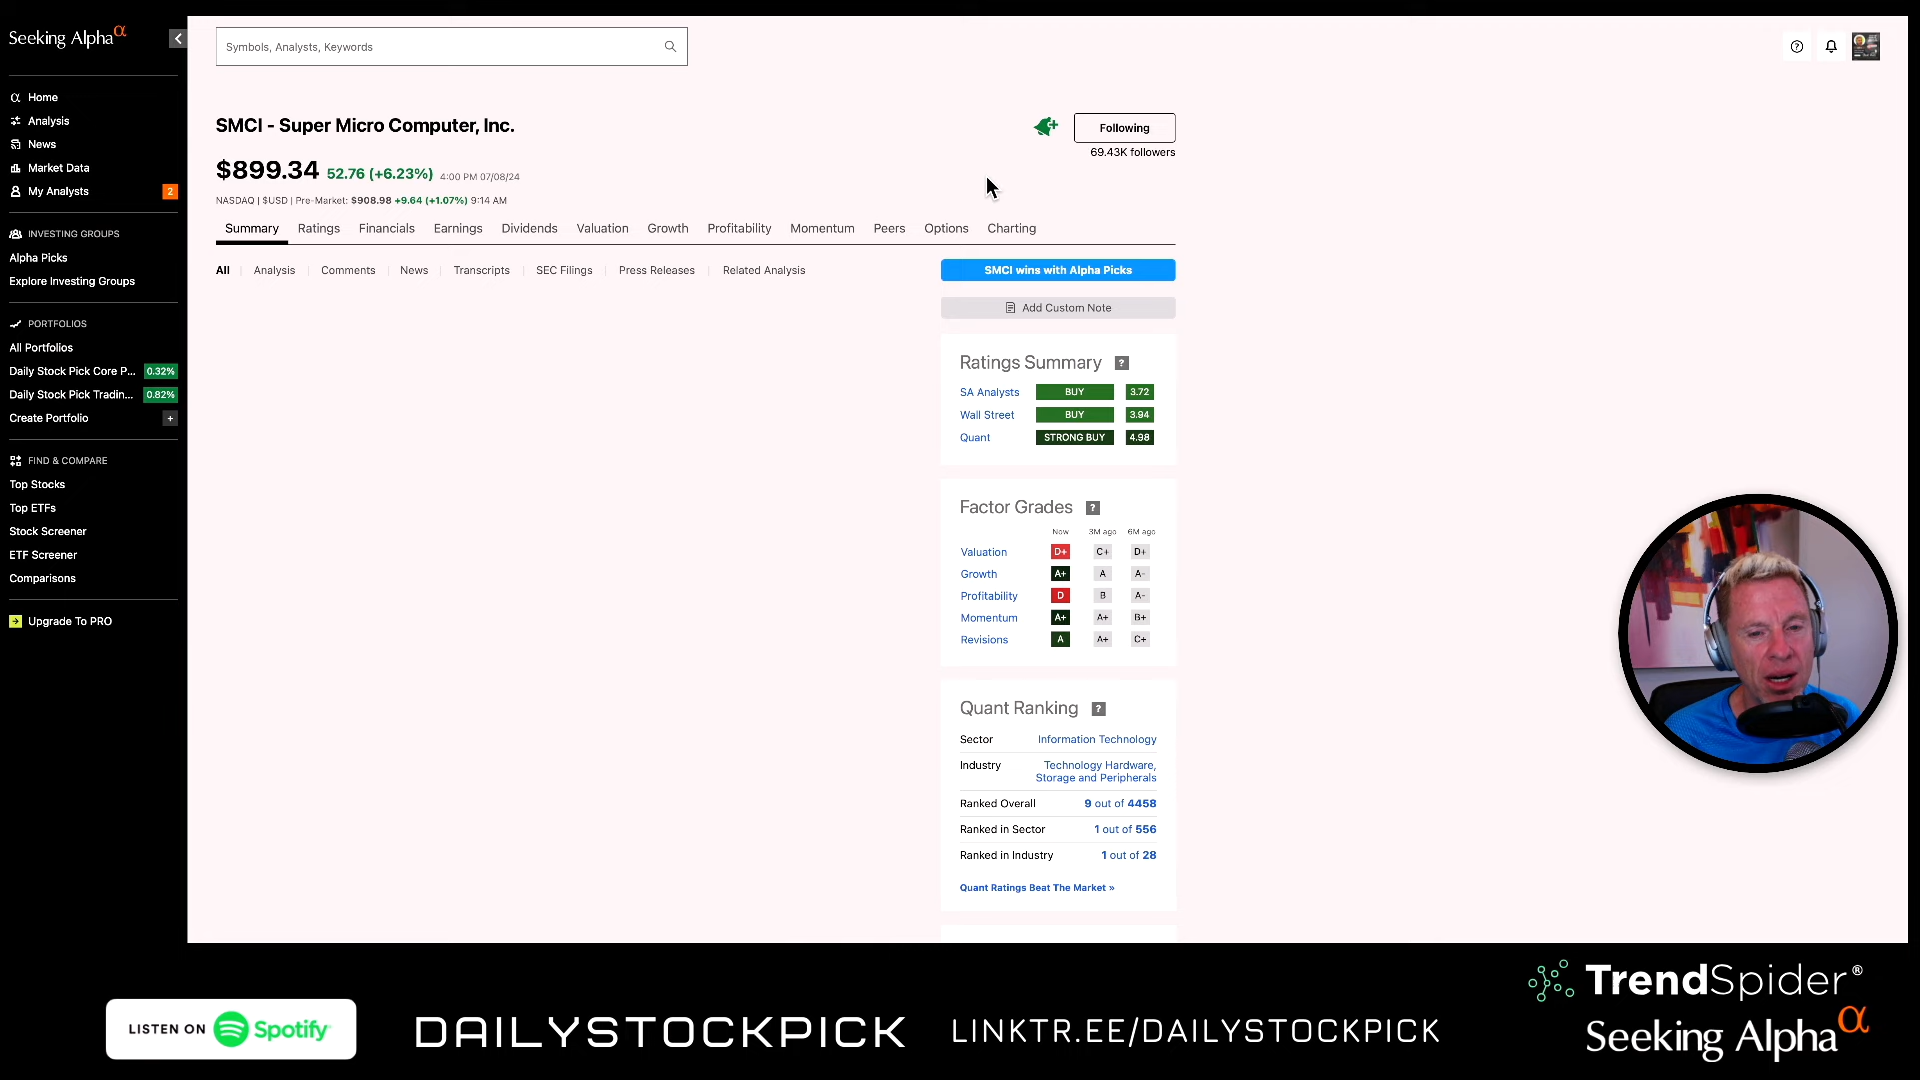 Seeking Alpha α
Symbols, Analysts, Keywords
Home
Analysis
News
Market Data
My Analysts 2
INVESTING GROUPS
Alpha Picks
Explore Investing Groups
PORTFOLIOS
All Portfolios
Daily Stock Pick Core P... 0.32%
Daily Stock Pick Tradin... 0.82%
Create Portfolio +
FIND & COMPARE
Top Stocks
Top ETFs
Stock Screener
ETF Screener
Comparisons
Upgrade To PRO
SMCI - Super Micro Computer, Inc.
Following
69.43K followers
$899.34 52.76 (+6.23%) 4:00 PM 07/08/24
NASDAQ | $USD | Pre-Market: $908.98 +9.64 (+1.07%) 9:14 AM
Summary Ratings Financials Earnings Dividends Valuation Growth Profitability Momentum Peers Options Charting
All | Analysis | Comments | News | Transcripts | SEC Filings | Press Releases | Related Analysis
SMCI wins with Alpha Picks
Add Custom Note
Ratings Summary ?
SA Analysts BUY 3.72
Wall Street BUY 3.94
Quant STRONG BUY 4.98
Factor Grades ?
Now 3M ago 6M ago
Valuation D+ C+ D+
Growth A+ A A-
Profitability D B A-
Momentum A+ A+ B+
Revisions A A+ C+
Quant Ranking ?
Sector Information Technology
Industry Technology Hardware,
Storage and Peripherals
Ranked Overall 9 out of 4458
Ranked in Sector 1 out of 556
Ranked in Industry 1 out of 28
Quant Ratings Beat The Market »
LISTEN ON Spotify
DAILYSTOCKPICK
LINKTR.EE/DAILYSTOCKPICK
TrendSpider®
Seeking Alpha α